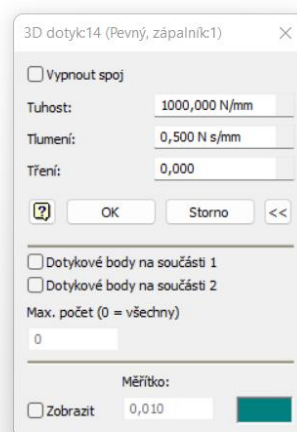 3D dotyk:14 (Pevný, zápalník:1)
Vypnout spoj
Tuhost: 1000,000 N/mm
Tlumení: 0,500 N s/mm
Tření: 0,000
OK Storno <<
Dotykové body na součásti 1
Dotykové body na součásti 2
Max. počet (0 = všechny)
0
Měřítko:
Zobrazit 0,010